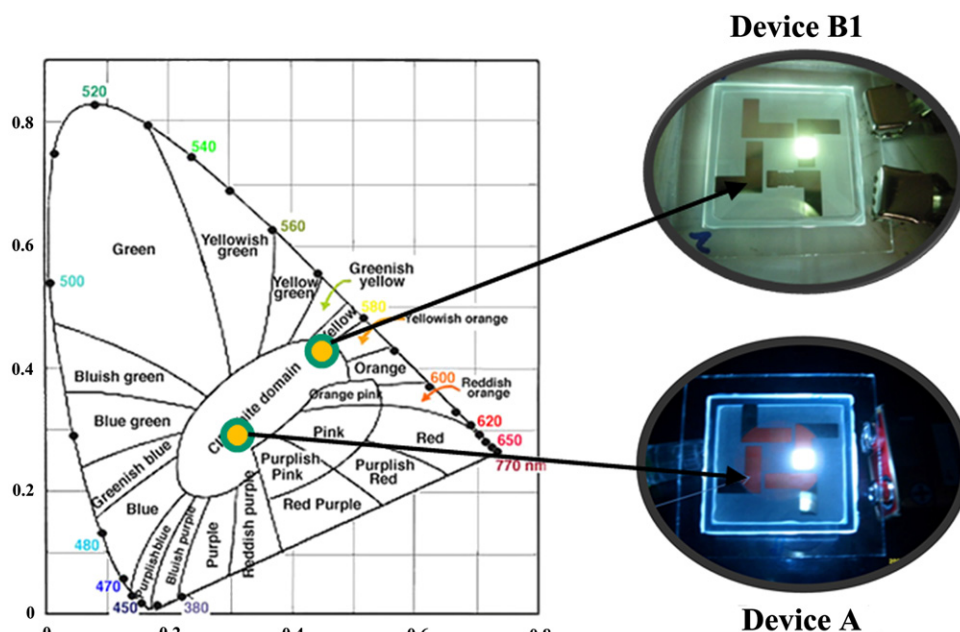 Device B1
520
0.8
540
560
Green
Yellowish
green
0.6
500
Yellow
green
Greenish
yellow
580
Yellow
Yellowish orange
0.4
Bluish green
Orange
600
Reddish
orange
Orange pink
Blue green
620
Pink
Red
650
770 nm
Greenish blue
Purplish
Pink
Purplish
Red
0.2
Blue
Red Purple
480
Purplish blue
Bluish purple
Purple
Reddish purple
470
450
380
0
0
0.2
0.4
0.6
0.8
Device A